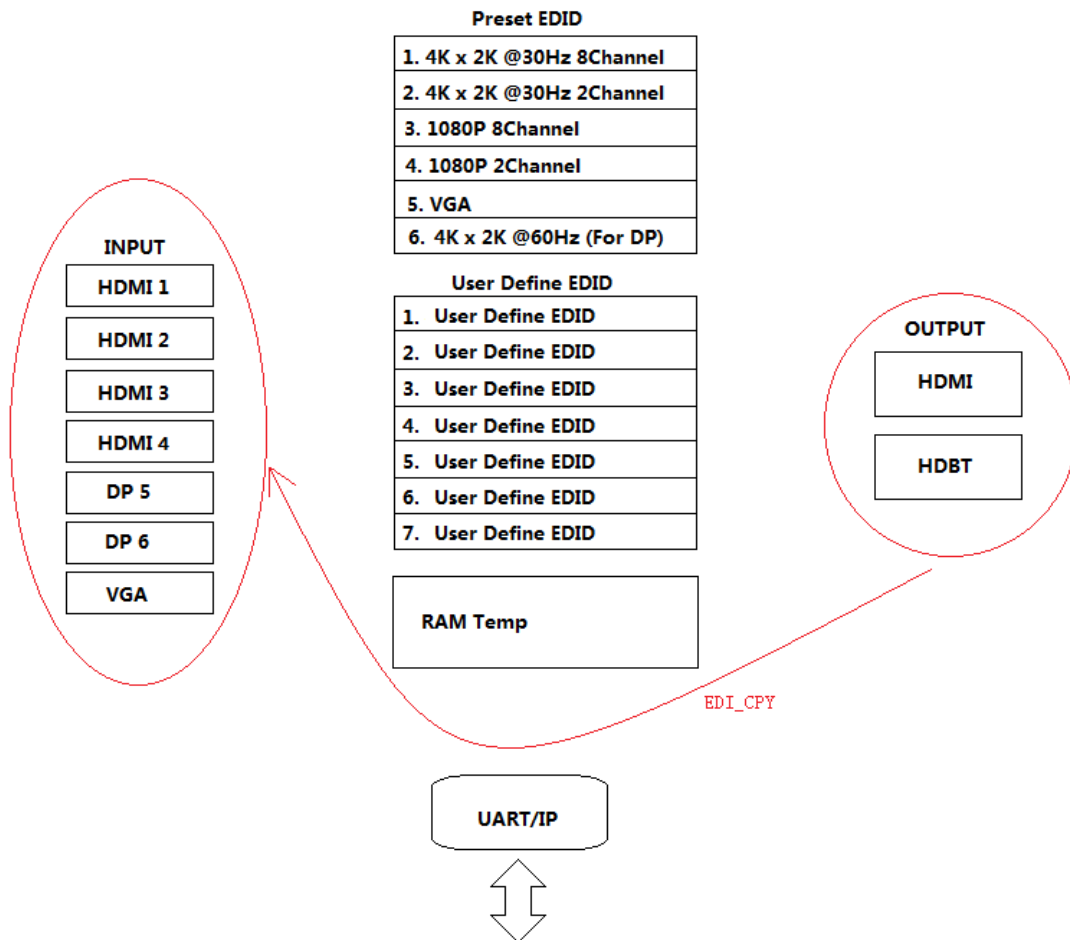 Preset EDID
1. 4K x 2K @30Hz 8Channel
2. 4K x 2K @30Hz 2Channel
3. 1080P 8Channel
4. 1080P 2Channel
5. VGA
6. 4K x 2K @60Hz (For DP)
INPUT
HDMI 1
HDMI 2
HDMI 3
HDMI 4
DP 5
DP 6
VGA
User Define EDID
1. User Define EDID
2. User Define EDID
3. User Define EDID
4. User Define EDID
5. User Define EDID
6. User Define EDID
7. User Define EDID
OUTPUT
HDMI
HDBT
RAM Temp
EDI_CPY
UART/IP